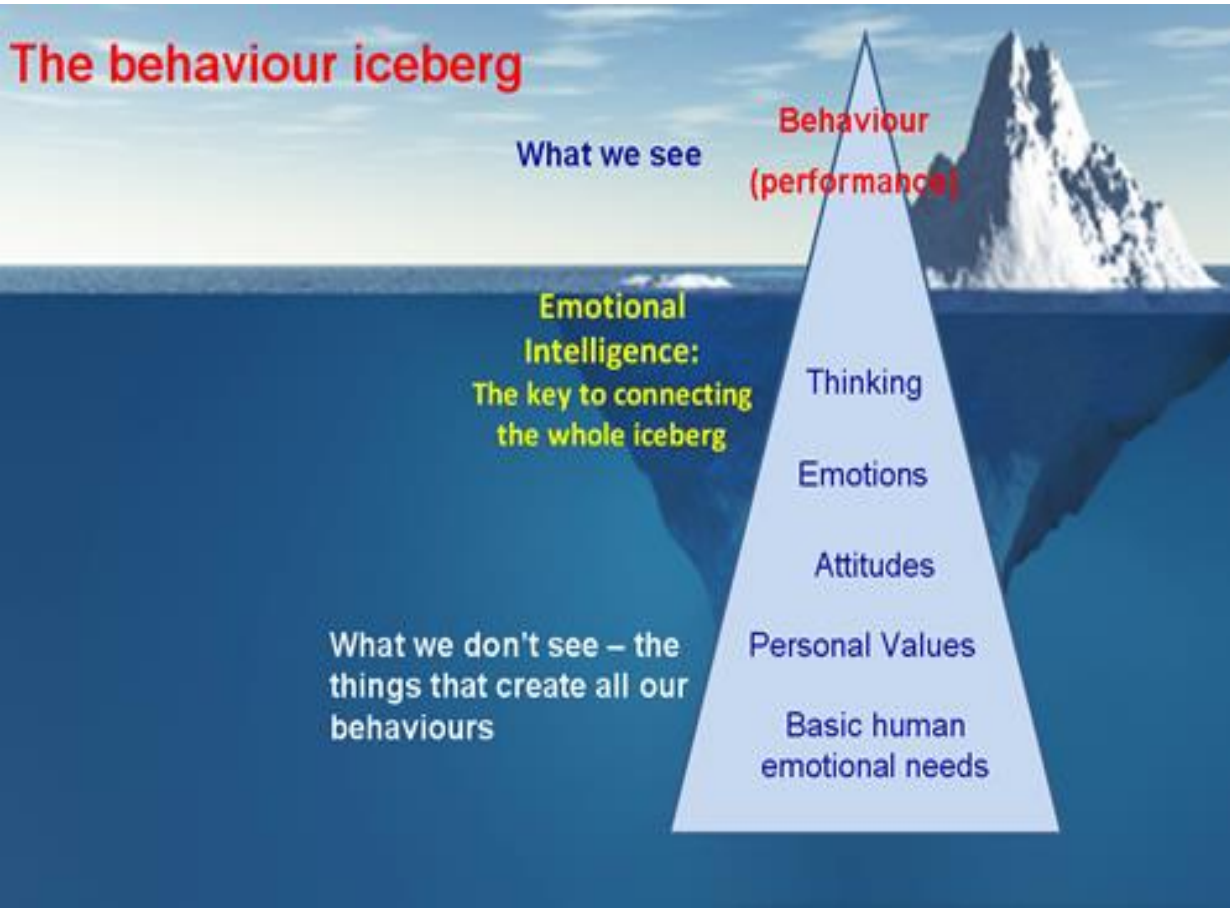 The behaviour iceberg
What we see
Behaviour
(performance)
Emotional
Intelligence:
The key to connecting
the whole iceberg
Thinking
Emotions
Attitudes
What we don't see – the
things that create all our
behaviours
Personal Values
Basic human
emotional needs